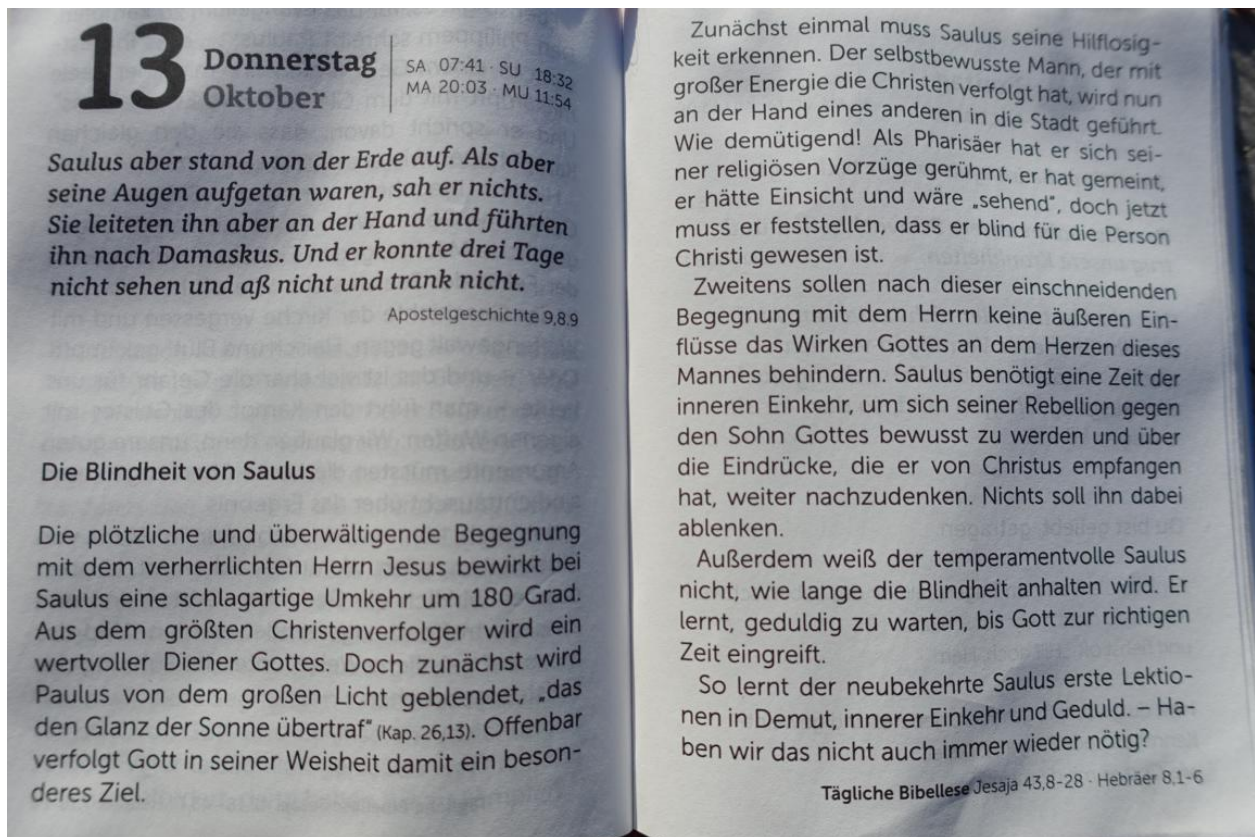 13 Donnerstag
Oktober
SA 07:41 · SU 18:32
MA 20:03 · MU 11:54
Saulus aber stand von der Erde auf. Als aber
seine Augen aufgetan waren, sah er nichts.
Sie leiteten ihn aber an der Hand und führten
ihn nach Damaskus. Und er konnte drei Tage
nicht sehen und aß nicht und trank nicht.
Apostelgeschichte 9,8.9
Die Blindheit von Saulus
Die plötzliche und überwältigende Begegnung
mit dem verherrlichten Herrn Jesus bewirkt bei
Saulus eine schlagartige Umkehr um 180 Grad.
Aus dem größten Christenverfolger wird ein
wertvoller Diener Gottes. Doch zunächst wird
Paulus von dem großen Licht geblendet, „das
den Glanz der Sonne übertraf“ (Kap. 26,13). Offenbar
verfolgt Gott in seiner Weisheit damit ein beson-
deres Ziel.
Zunächst einmal muss Saulus seine Hilflosig-
keit erkennen. Der selbstbewusste Mann, der mit
großer Energie die Christen verfolgt hat, wird nun
an der Hand eines anderen in die Stadt geführt.
Wie demütigend! Als Pharisäer hat er sich sei-
ner religiösen Vorzüge gerühmt, er hat gemeint,
er hätte Einsicht und wäre „sehend“, doch jetzt
muss er feststellen, dass er blind für die Person
Christi gewesen ist.
Zweitens sollen nach dieser einschneidenden
Begegnung mit dem Herrn keine äußeren Ein-
flüsse das Wirken Gottes an dem Herzen dieses
Mannes behindern. Saulus benötigt eine Zeit der
inneren Einkehr, um sich seiner Rebellion gegen
den Sohn Gottes bewusst zu werden und über
die Eindrücke, die er von Christus empfangen
hat, weiter nachzudenken. Nichts soll ihn dabei
ablenken.
Außerdem weiß der temperamentvolle Saulus
nicht, wie lange die Blindheit anhalten wird. Er
lernt, geduldig zu warten, bis Gott zur richtigen
Zeit eingreift.
So lernt der neubekehrte Saulus erste Lektio-
nen in Demut, innerer Einkehr und Geduld. – Ha-
ben wir das nicht auch immer wieder nötig?
Tägliche Bibellese Jesaja 43,8-28 · Hebräer 8,1-6